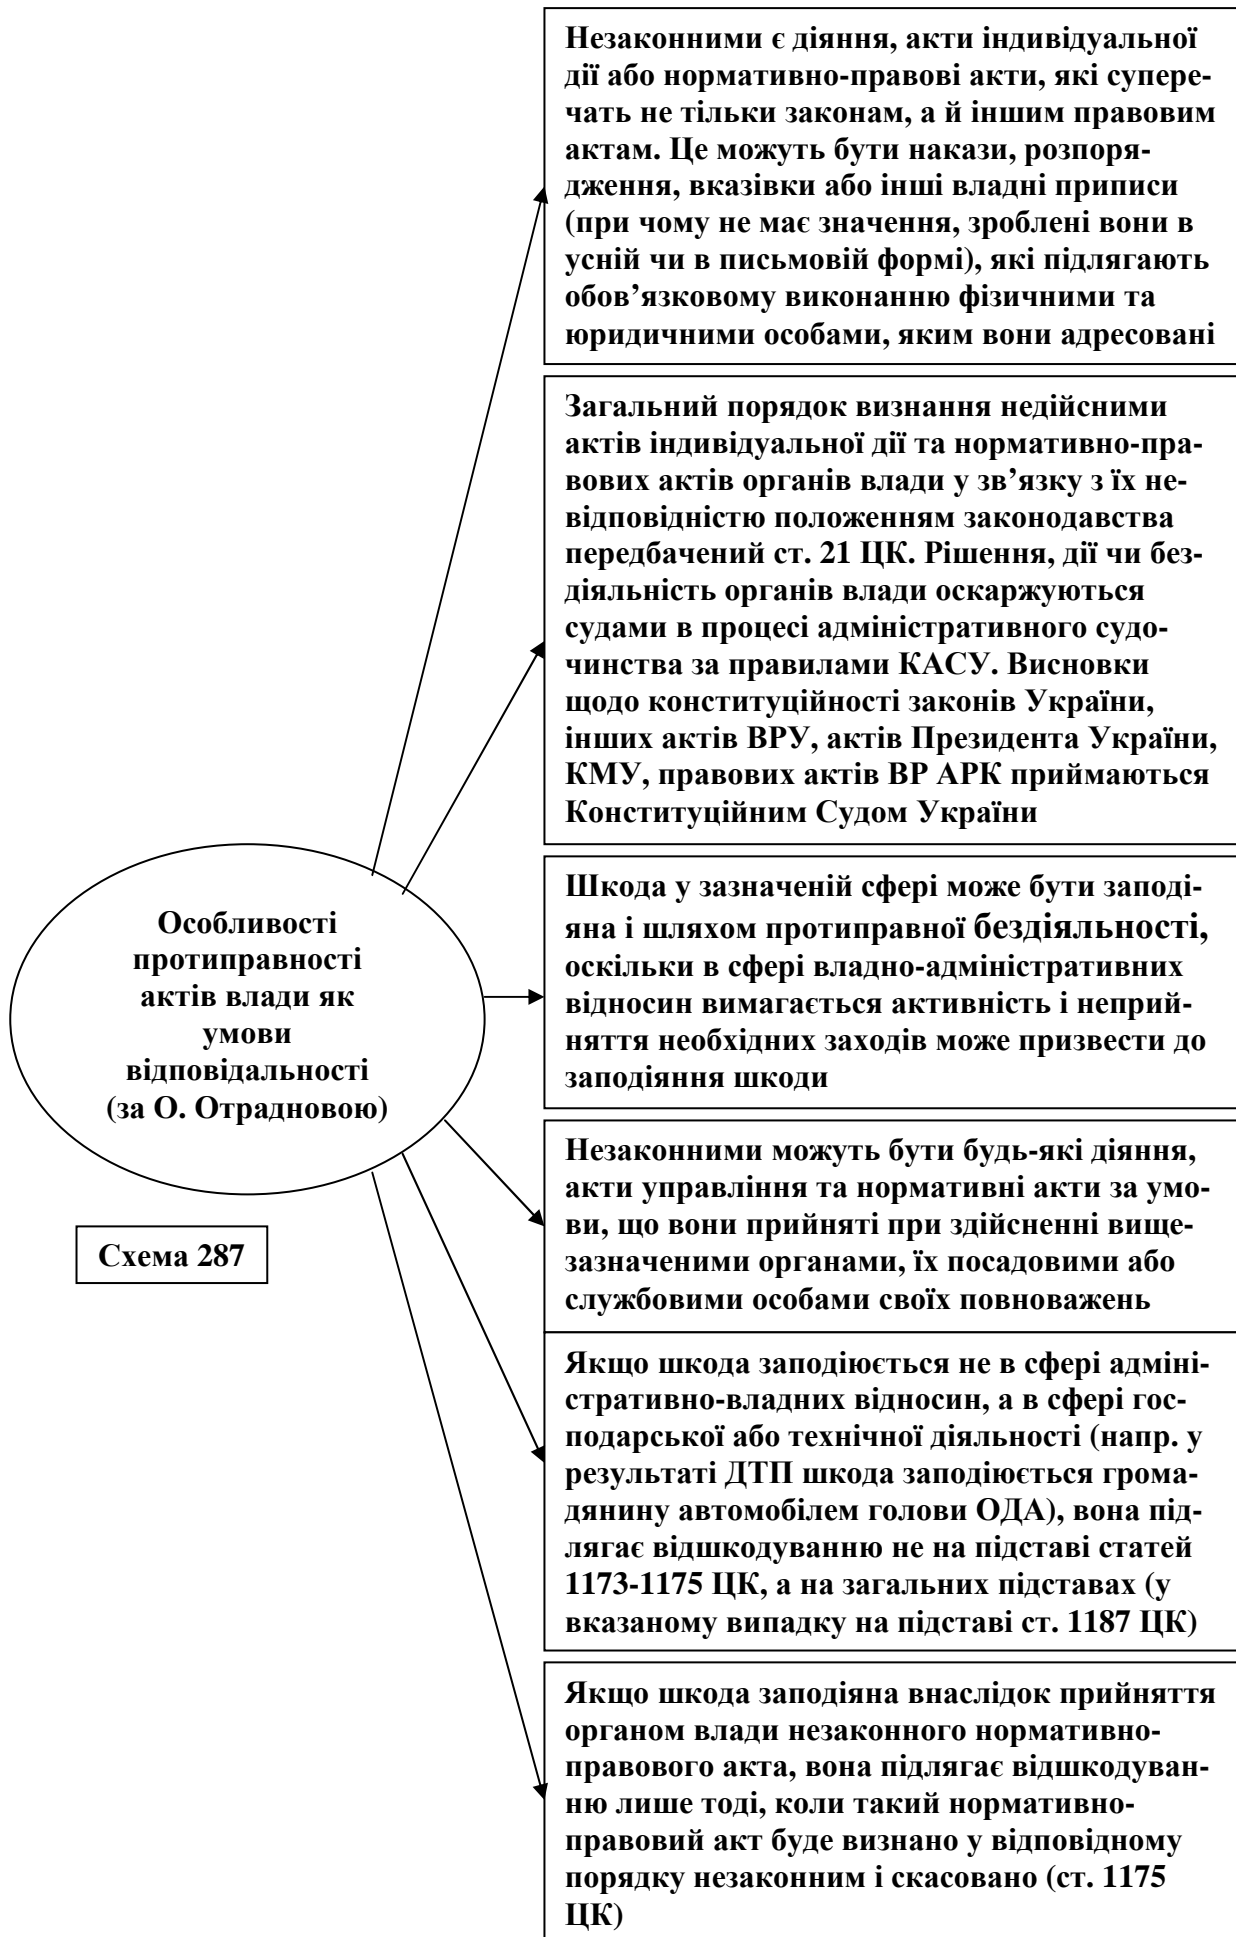 Незаконними є діяння, акти індивідуальної
дії або нормативно-правові акти, які супере-
чать не тільки законам, а й іншим правовим
актам. Це можуть бути накази, розпоря-
дження, вказівки або інші владні приписи
(при чому не має значення, зроблені вони в
усній чи в письмовій формі), які підлягають
обов’язковому виконанню фізичними та
юридичними особами, яким вони адресовані
Загальний порядок визнання недійсними
актів індивідуальної дії та нормативно-пра-
вових актів органів влади у зв’язку з їх не-
відповідністю положенням законодавства
передбачений ст. 21 ЦК. Рішення, дії чи без-
діяльність органів влади оскаржуються
судами в процесі адміністративного судо-
чинства за правилами КАСУ. Висновки
щодо конституційності законів України,
інших актів ВРУ, актів Президента України,
КМУ, правових актів ВР АРК приймаються
Конституційним Судом України
Особливості
протиправності
актів влади як
умови
відповідальності
(за О. Отрадновою)
Схема 287
Шкода у зазначеній сфері може бути заподі-
яна і шляхом протиправної бездіяльності,
оскільки в сфері владно-адміністративних
відносин вимагається активність і неприй-
няття необхідних заходів може призвести до
заподіяння шкоди
Незаконними можуть бути будь-які діяння,
акти управління та нормативні акти за умо-
ви, що вони прийняті при здійсненні вище-
зазначеними органами, їх посадовими або
службовими особами своїх повноважень
Якщо шкода заподіюється не в сфері адміні-
стративно-владних відносин, а в сфері гос-
подарської або технічної діяльності (напр. у
результаті ДТП шкода заподіюється грома-
дянину автомобілем голови ОДА), вона під-
лягає відшкодуванню не на підставі статей
1173-1175 ЦК, а на загальних підставах (у
вказаному випадку на підставі ст. 1187 ЦК)
Якщо шкода заподіяна внаслідок прийняття
органом влади незаконного нормативно-
правового акта, вона підлягає відшкодуван-
ню лише тоді, коли такий нормативно-
правовий акт буде визнано у відповідному
порядку незаконним і скасовано (ст. 1175
ЦК)